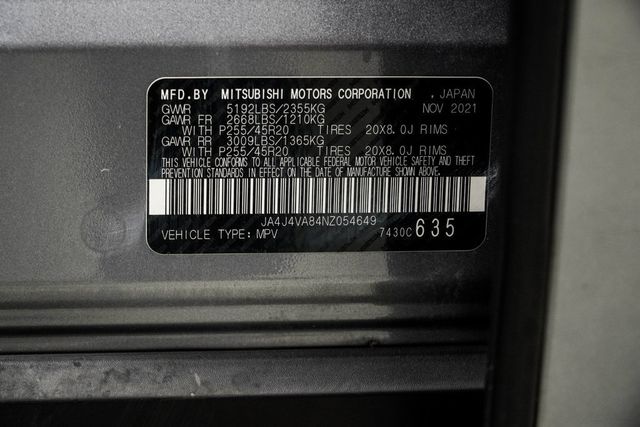 MFD.BY MITSUBISHI MOTORS CORPORATION , JAPAN
GVWR 5192LBS/2355KG NOV 2021
GAWR FR 2668LBS/1210KG
WITH P255/45R20 TIRES 20X8.0J RIMS
GAWR RR 3009LBS/1365KG
WITH P255/45R20 TIRES 20X8.0J RIMS
THIS VEHICLE CONFORMS TO ALL APPLICABLE FEDERAL MOTOR VEHICLE SAFETY AND THEFT
PREVENTION STANDARDS IN EFFECT ON THE DATE OF MANUFACTURE SHOWN ABOVE.
JA4J4VA84NZ054649
VEHICLE TYPE: MPV 7430C 635